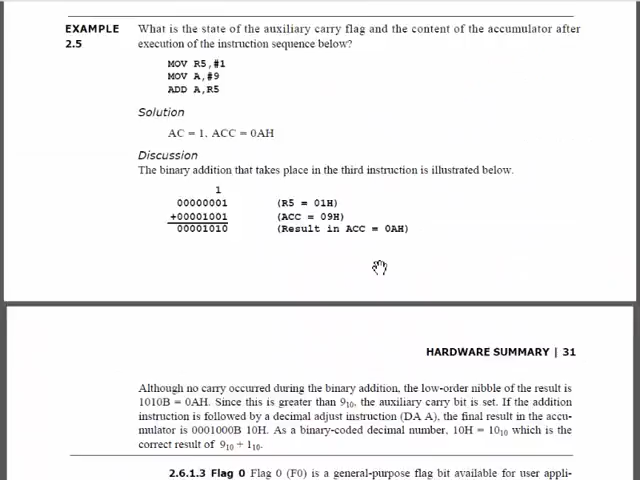 EXAMPLE 2.5
What is the state of the auxiliary carry flag and the content of the accumulator after
execution of the instruction sequence below?
MOV R5,#1
MOV A,#9
ADD A,R5
Solution
AC = 1, ACC = 0AH
Discussion
The binary addition that takes place in the third instruction is illustrated below.
1
00000001 (R5 = 01H)
+00001001 (ACC = 09H)
00001010 (Result in ACC = 0AH)
HARDWARE SUMMARY | 31
Although no carry occurred during the binary addition, the low-order nibble of the result is
1010B = 0AH. Since this is greater than 9₁₀, the auxiliary carry bit is set. If the addition
instruction is followed by a decimal adjust instruction (DA A), the final result in the accu-
mulator is 0001000B 10H. As a binary-coded decimal number, 10H = 10₁₀ which is the
correct result of 9₁₀ + 1₁₀.
2.6.1.3 Flag 0 Flag 0 (F0) is a general-purpose flag bit available for user appli-